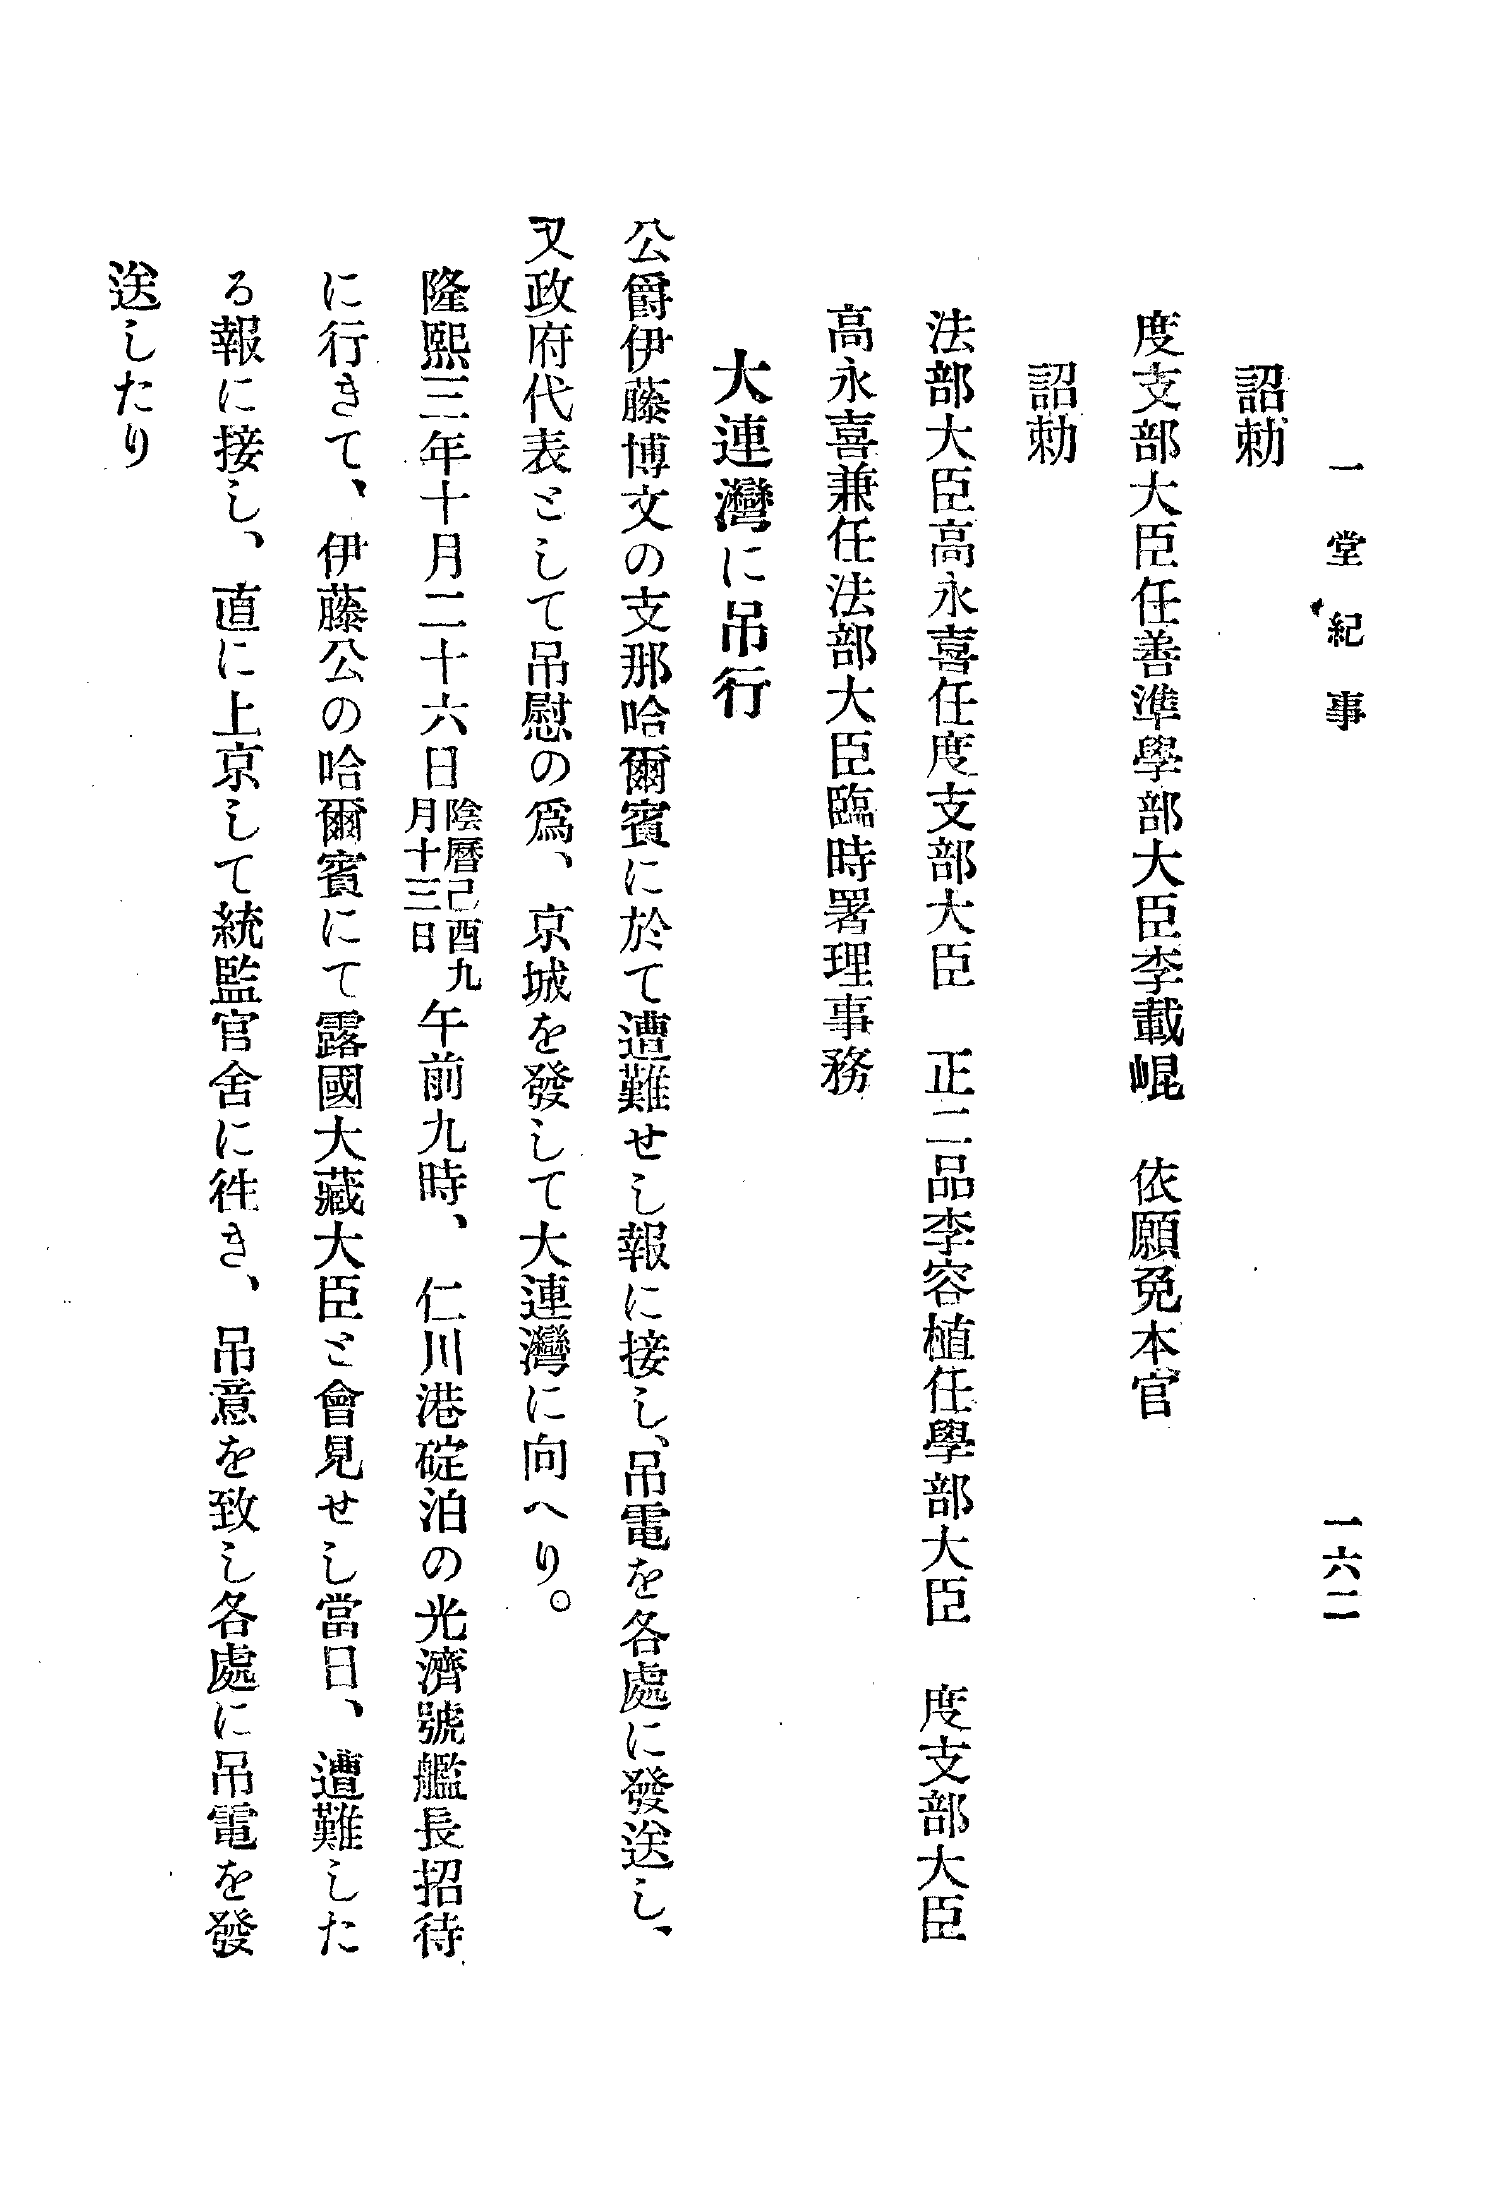 一堂紀事
一六二
詔勅
度支部大臣任善準學部大臣李載崐　依願免本官
詔勅
法部大臣高永喜任度支部大臣　正二品李容植任學部大臣　度支部大臣
高永喜兼任法部大臣臨時署理事務
大連灣に吊行
公爵伊藤博文の支那哈爾賓に於て遭難せし報に接し、吊電を各處に發送し、
又政府代表として吊慰の爲、京城を發して大連灣に向へり。
隆熙三年十月二十六日陰曆己酉九月十三日午前九時、仁川港碇泊の光濟號艦長招待
に行きて、伊藤公の哈爾賓にて露國大藏大臣と會見せし當日、遭難した
る報に接し、直に上京して統監官舍に徃き、吊意を致し各處に吊電を發
送したり